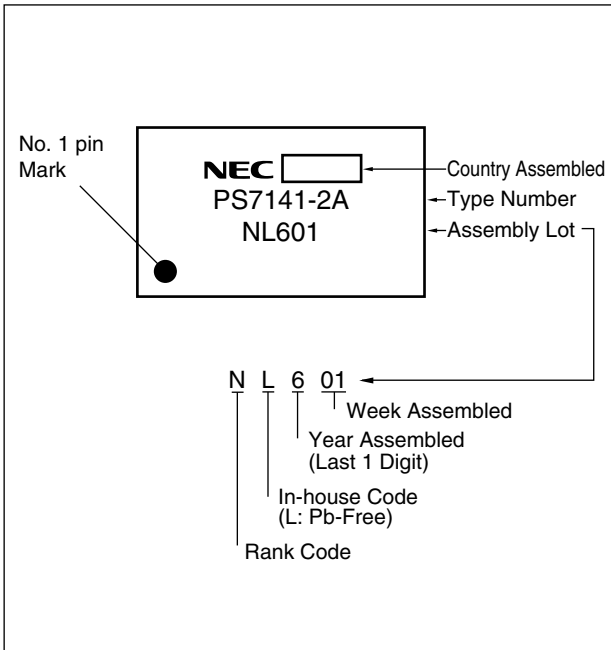 No. 1 pin
Mark
NEC
Country Assembled
PS7141-2A
Type Number
NL601
Assembly Lot
N L 6 01
Week Assembled
Year Assembled
(Last 1 Digit)
In-house Code
(L: Pb-Free)
Rank Code